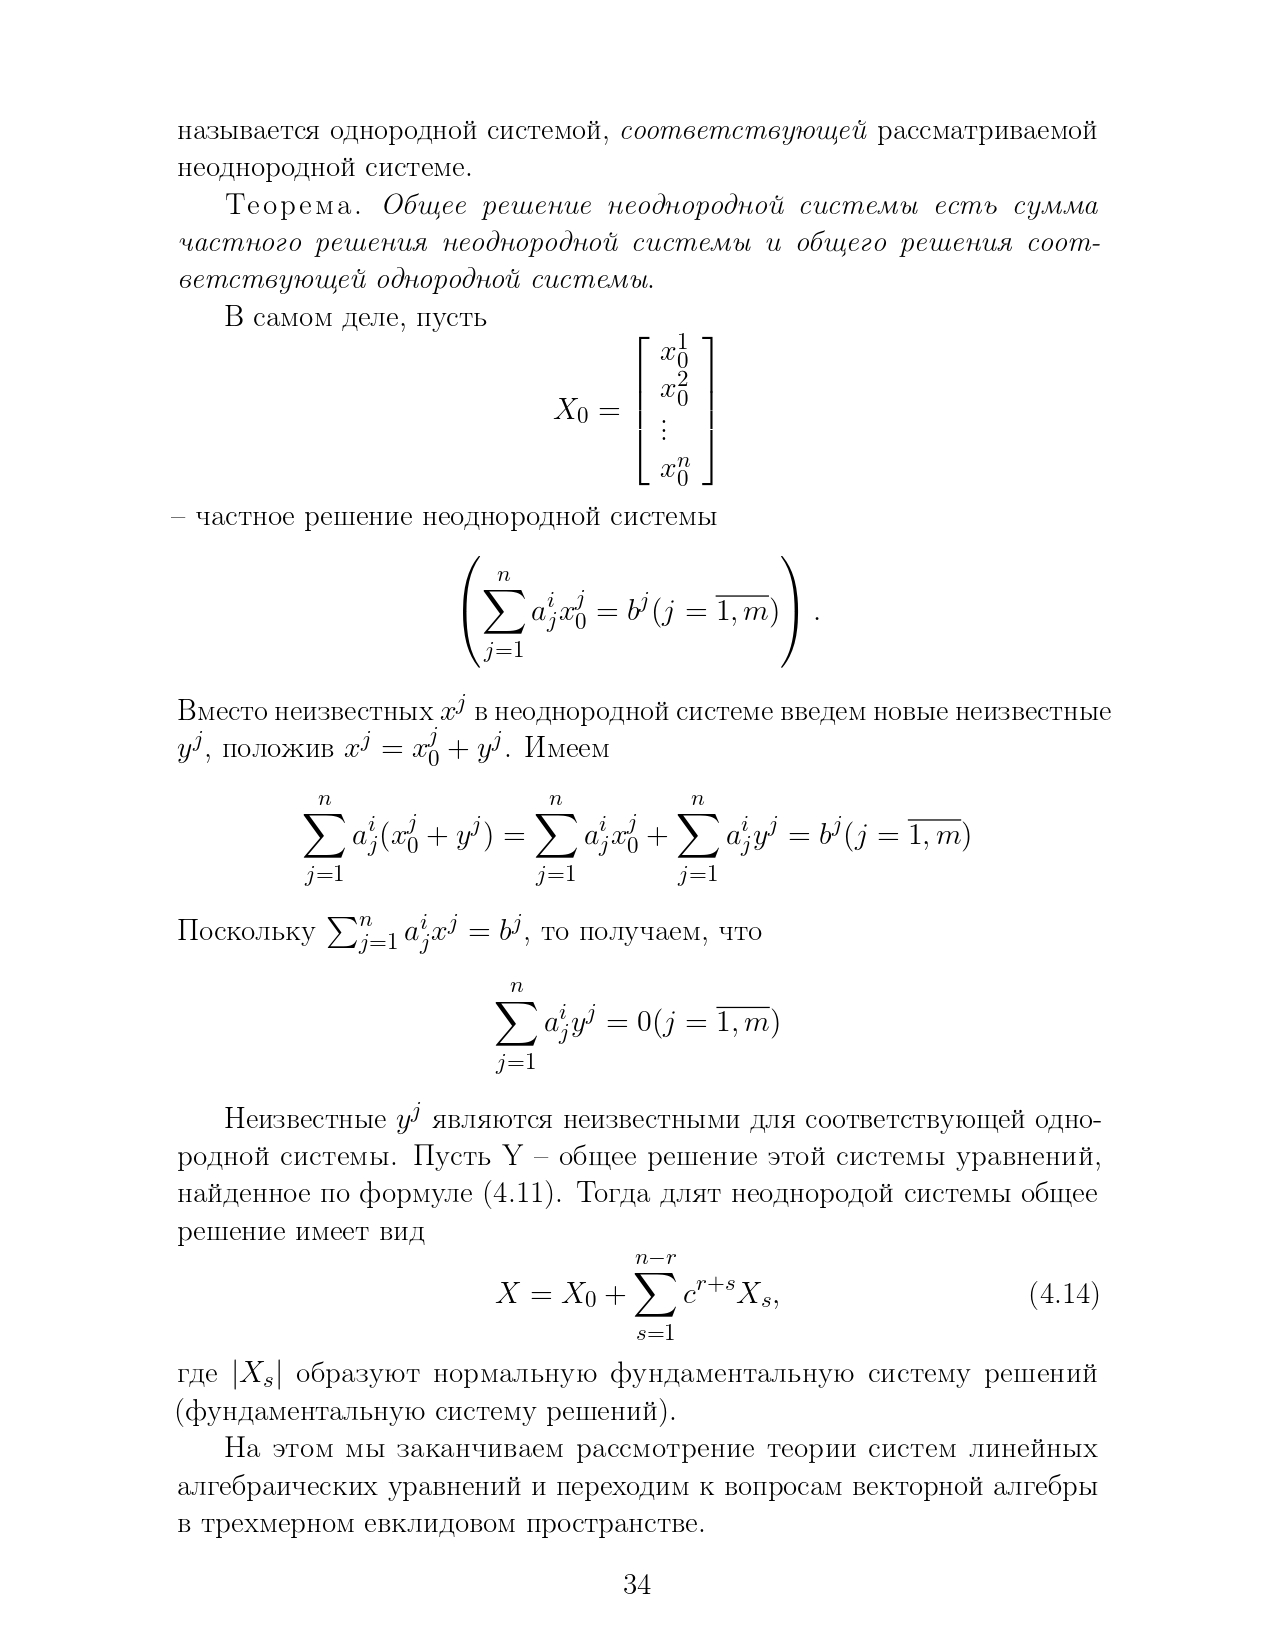 называется однородной системой, соответствующей рассматриваемой
неоднородной системе.
Теорема. Общее решение неоднородной системы есть сумма
частного решения неоднородной системы и общего решения соот-
ветствующей однородной системы.
В самом деле, пусть
X_0 = \begin{bmatrix} x_0^1 \\ x_0^2 \\ \vdots \\ x_0^n \end{bmatrix}
– частное решение неоднородной системы
\left( \sum_{j=1}^{n} a_j^i x_0^j = b^j (j = \overline{1, m}) \right).
Вместо неизвестных x^j в неоднородной системе введем новые неизвестные
y^j, положив x^j = x_0^j + y^j. Имеем
\sum_{j=1}^{n} a_j^i (x_0^j + y^j) = \sum_{j=1}^{n} a_j^i x_0^j + \sum_{j=1}^{n} a_j^i y^j = b^j (j = \overline{1, m})
Поскольку \sum_{j=1}^{n} a_j^i x^j = b^j, то получаем, что
\sum_{j=1}^{n} a_j^i y^j = 0 (j = \overline{1, m})
Неизвестные y^j являются неизвестными для соответствующей одно-
родной системы. Пусть Y – общее решение этой системы уравнений,
найденное по формуле (4.11). Тогда длят неоднородой системы общее
решение имеет вид
X = X_0 + \sum_{s=1}^{n-r} c^{r+s} X_s, (4.14)
где |X_s| образуют нормальную фундаментальную систему решений
(фундаментальную систему решений).
На этом мы заканчиваем рассмотрение теории систем линейных
алгебраических уравнений и переходим к вопросам векторной алгебры
в трехмерном евклидовом пространстве.
34